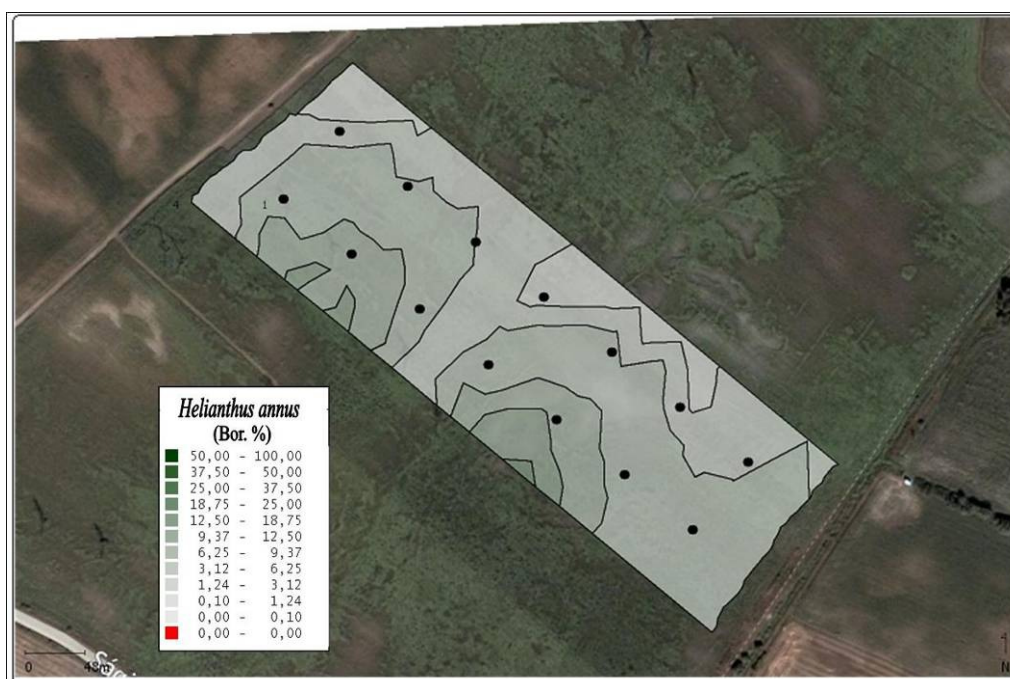 4
1
Helianthus annus
(Bor. %)
50,00 - 100,00
37,50 - 50,00
25,00 - 37,50
18,75 - 25,00
12,50 - 18,75
9,37 - 12,50
6,25 - 9,37
3,12 - 6,25
1,24 - 3,12
0,10 - 1,24
0,00 - 0,10
0,00 - 0,00
0 48m
N